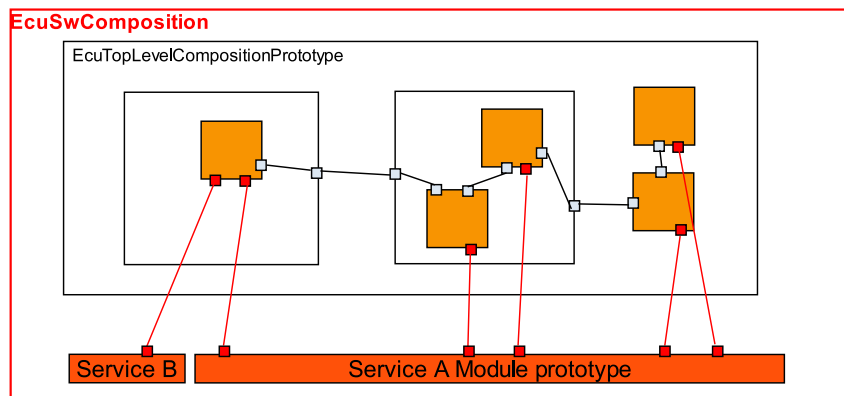 EcuSwComposition
EcuTopLevelCompositionPrototype
Service B
Service A Module prototype